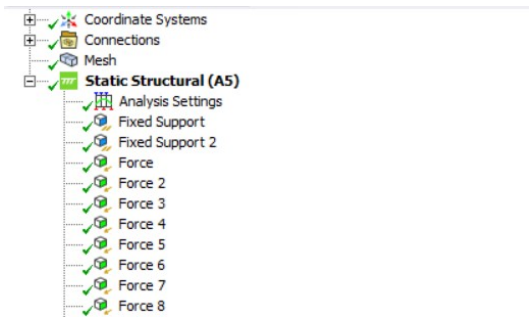 Coordinate Systems
Connections
Mesh
Static Structural (A5)
Analysis Settings
Fixed Support
Fixed Support 2
Force
Force 2
Force 3
Force 4
Force 5
Force 6
Force 7
Force 8